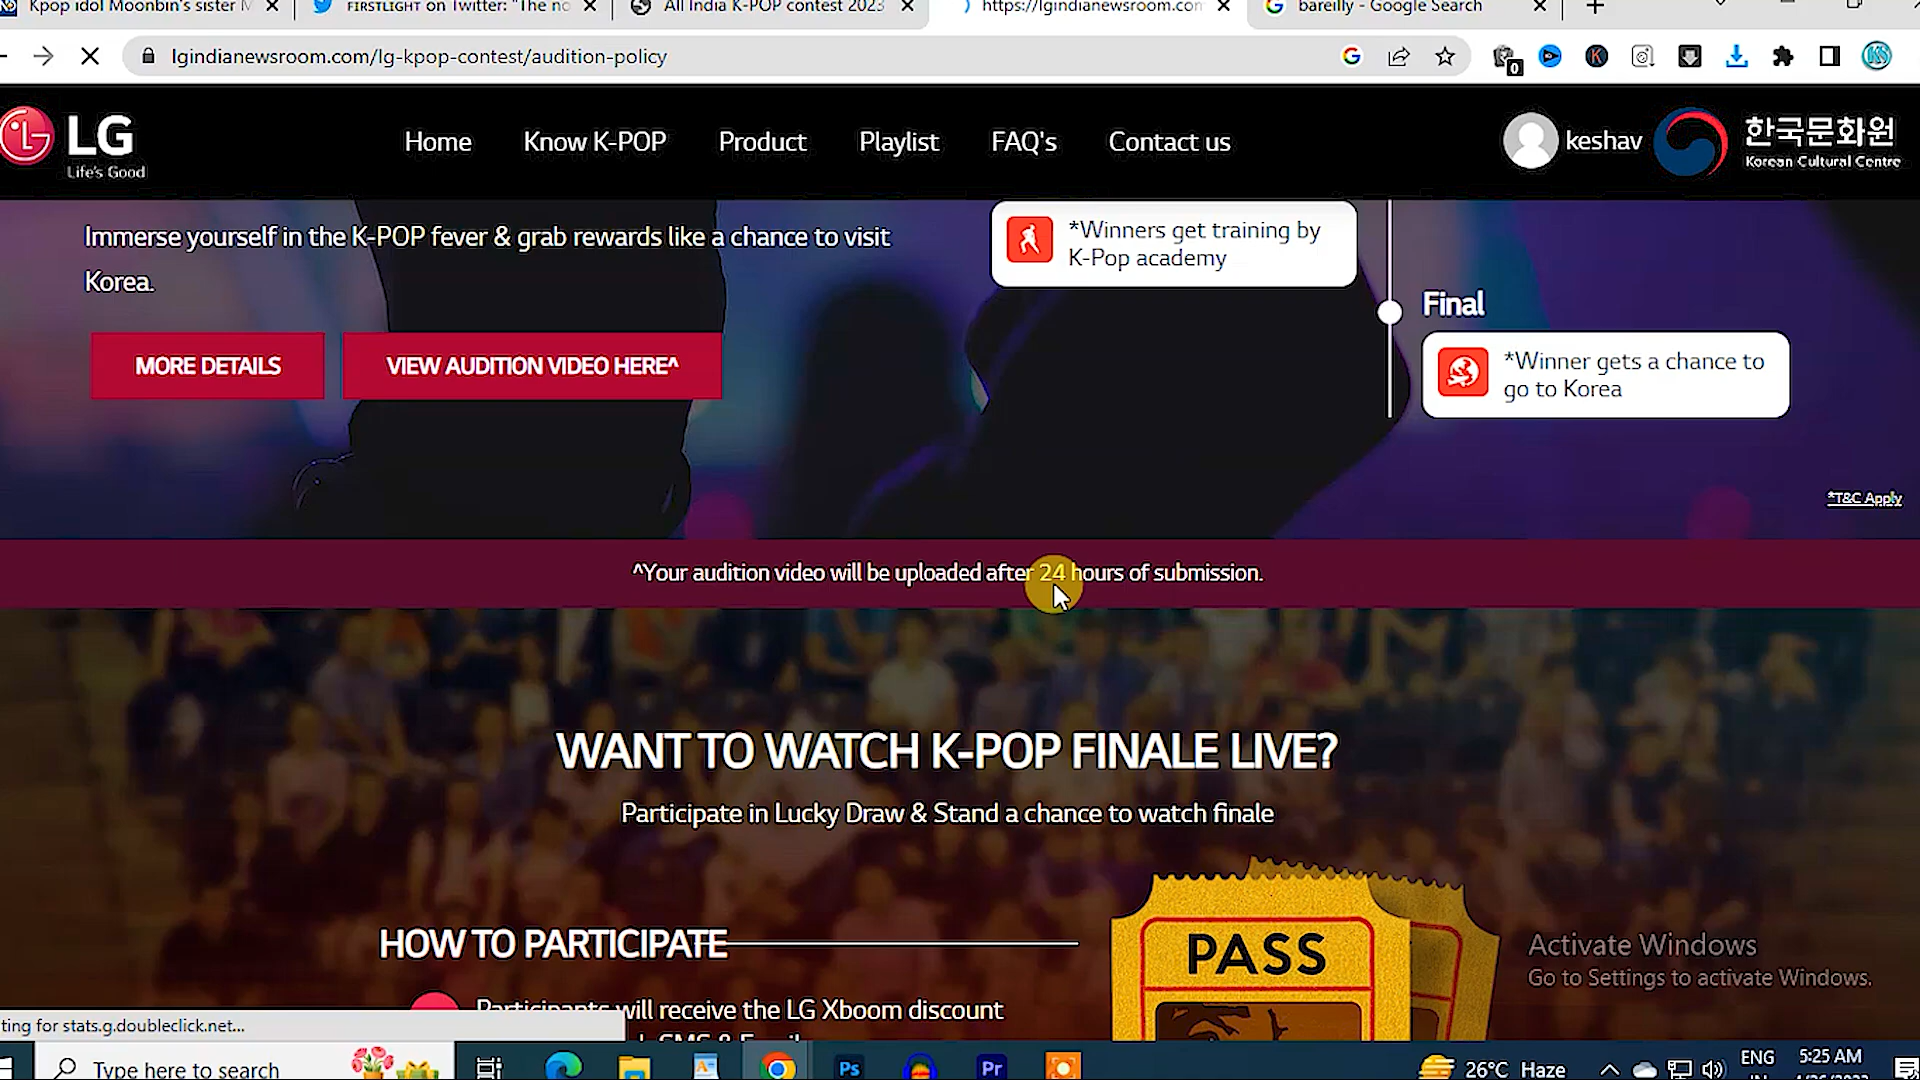 Kpop idol Moonbin's sister
FIRSTLIGHT on Twitter: "The no
All India K-POP contest 2023
https://lgindianewsroom.com
bareilly - Google Search
lgindianewsroom.com/lg-kpop-contest/audition-policy
0
LG
Life's Good
Home
Know K-POP
Product
Playlist
FAQ's
Contact us
keshav
한국문화원
Korean Cultural Centre
Immerse yourself in the K-POP fever & grab rewards like a chance to visit
Korea.
MORE DETAILS
VIEW AUDITION VIDEO HERE^
*Winners get training by
K-Pop academy
Final
*Winner gets a chance to
go to Korea
*T&C Apply
^Your audition video will be uploaded after 24 hours of submission.
WANT TO WATCH K-POP FINALE LIVE?
Participate in Lucky Draw & Stand a chance to watch finale
HOW TO PARTICIPATE
Participants will receive the LG Xboom discount
PASS
Activate Windows
Go to Settings to activate Windows.
ting for stats.g.doubleclick.net...
Type here to search
Ps
Pr
26°C Haze
ENG
5:25 AM